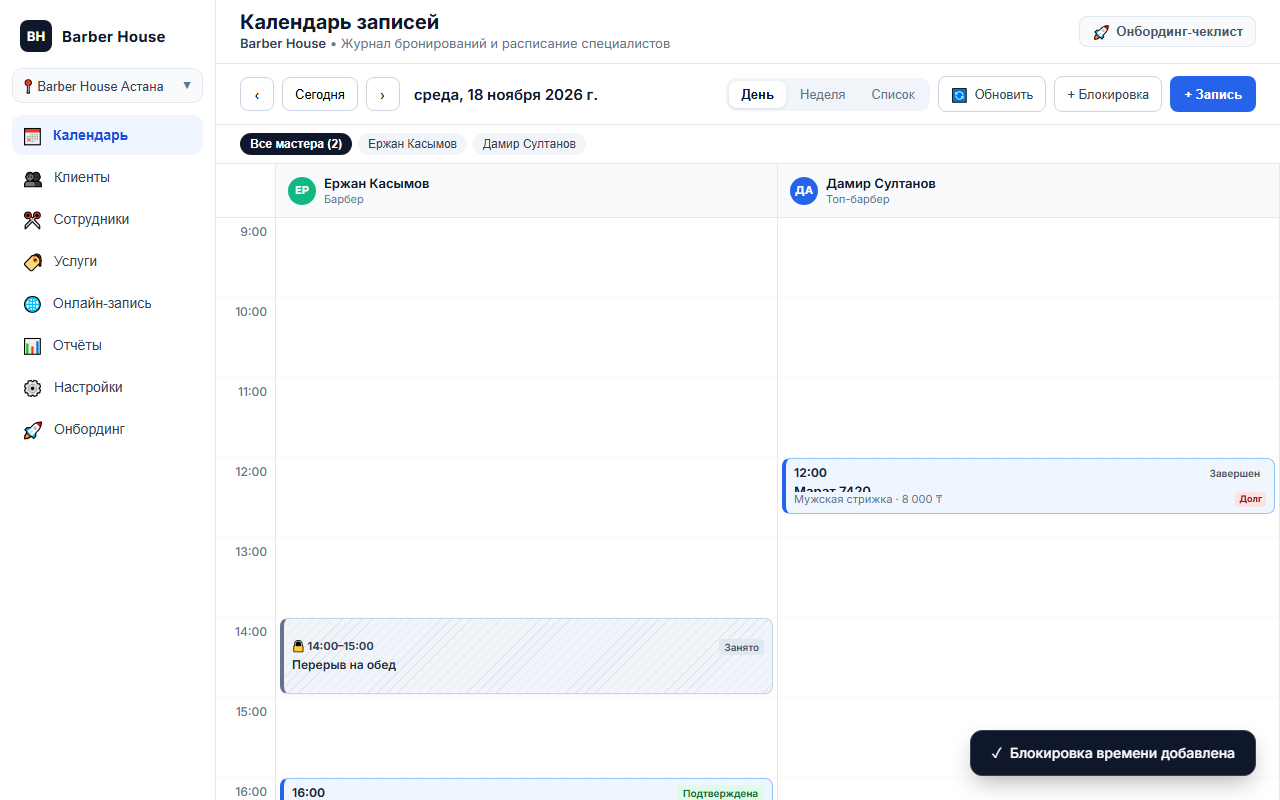 BH Barber House
Barber House Астана ▼
Календарь
Клиенты
Сотрудники
Услуги
Онлайн-запись
Отчёты
Настройки
Онбординг
Календарь записей
Barber House • Журнал бронирований и расписание специалистов
Онбординг-чеклист
‹ Сегодня › среда, 18 ноября 2026 г.
День Неделя Список
Обновить
+ Блокировка
+ Запись
Все мастера (2) Ержан Касымов Дамир Султанов
ЕР Ержан Касымов
Барбер
ДА Дамир Султанов
Топ-барбер
9:00
10:00
11:00
12:00
12:00 Завершен
Марат 7420
Мужская стрижка · 8 000 ₸ Долг
13:00
14:00
14:00–15:00 Занято
Перерыв на обед
15:00
✓ Блокировка времени добавлена
16:00
16:00 Подтверждена